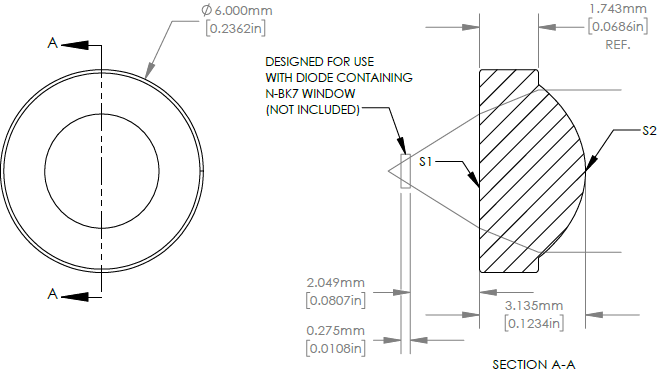 A
A
⌀ 6.000mm
[0.2362in]
DESIGNED FOR USE
WITH DIODE CONTAINING
N-BK7 WINDOW
(NOT INCLUDED)
1.743mm
[0.0686in]
REF.
S1
S2
2.049mm
[0.0807in]
0.275mm
[0.0108in]
3.135mm
[0.1234in]
SECTION A-A